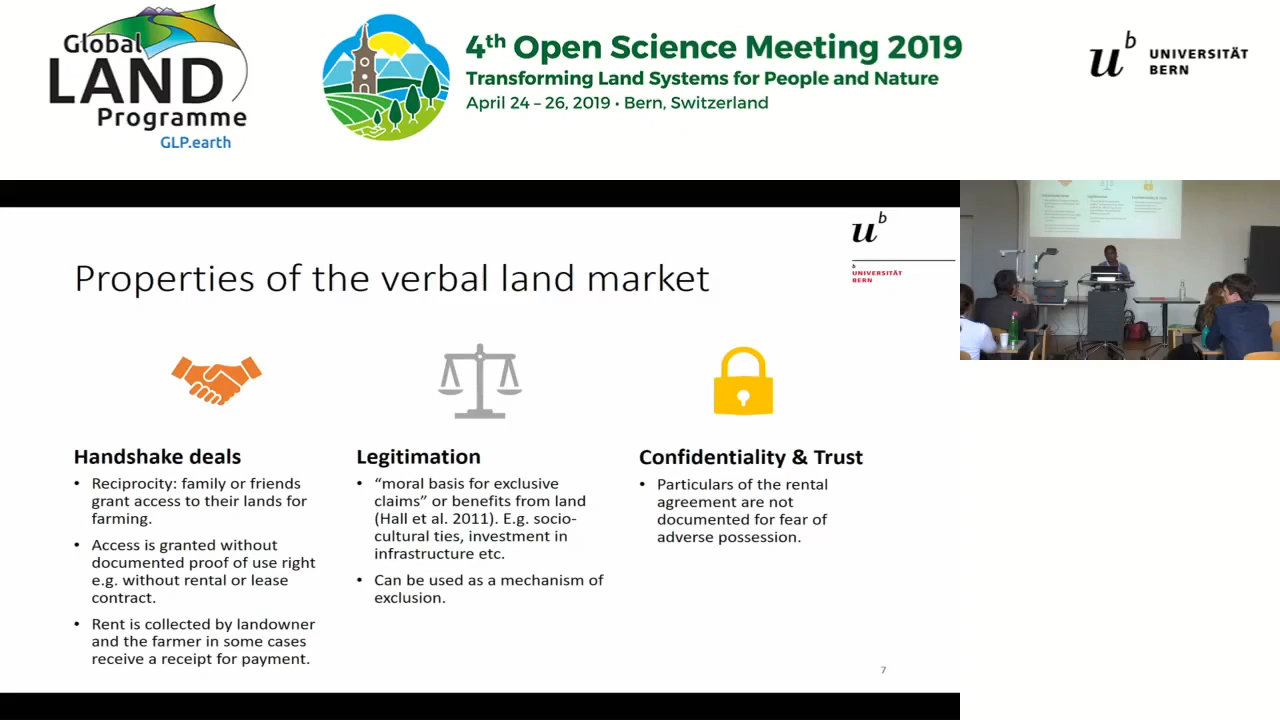 Global
LAND
Programme
GLP.earth
4th Open Science Meeting 2019
Transforming Land Systems for People and Nature
April 24 – 26, 2019 • Bern, Switzerland
u b
UNIVERSITÄT
BERN
u b
b
UNIVERSITÄT
BERN
Properties of the verbal land market
Handshake deals
• Reciprocity: family or friends
grant access to their lands for
farming.
• Access is granted without
documented proof of use right
e.g. without rental or lease
contract.
• Rent is collected by landowner
and the farmer in some cases
receive a receipt for payment.
Legitimation
• “moral basis for exclusive
claims” or benefits from land
(Hall et al. 2011). E.g. socio-
cultural ties, investment in
infrastructure etc.
• Can be used as a mechanism of
exclusion.
Confidentiality & Trust
• Particulars of the rental
agreement are not
documented for fear of
adverse possession.
7